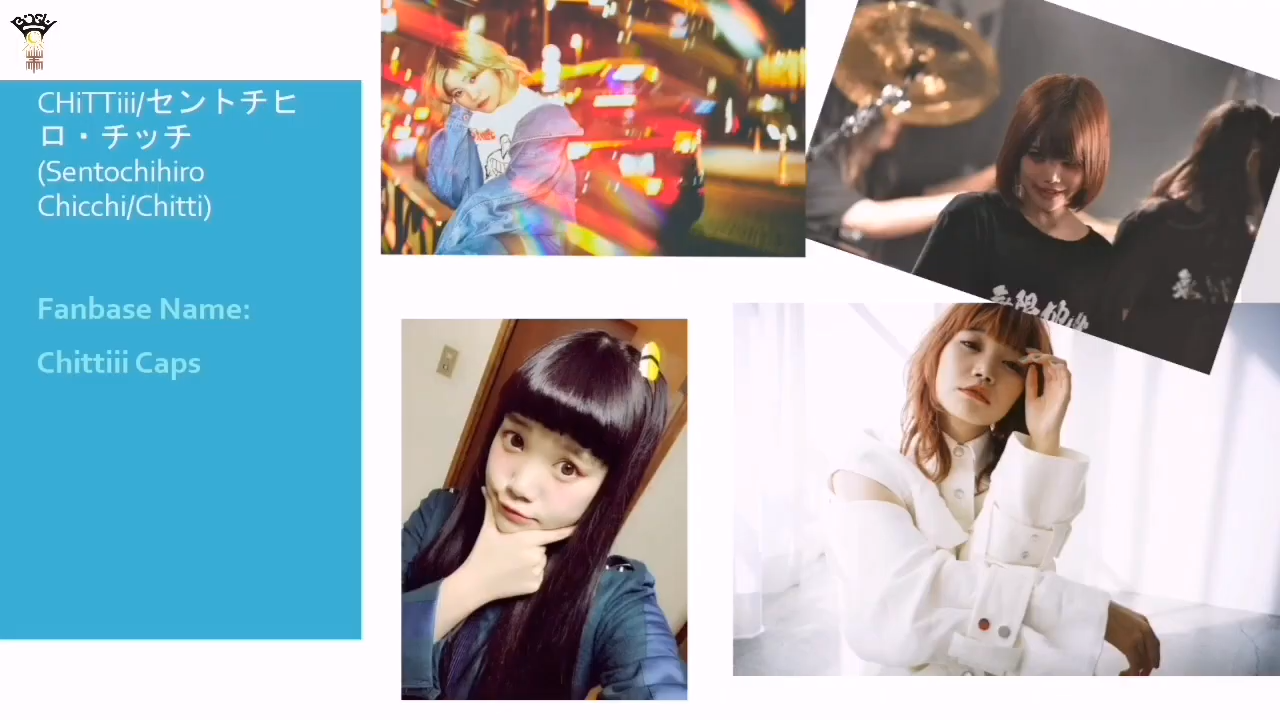 CHiTTiii/セントチヒ
ロ・チッチ
(Sentochihiro
Chicchi/Chitti)
Fanbase Name:
Chittiii Caps